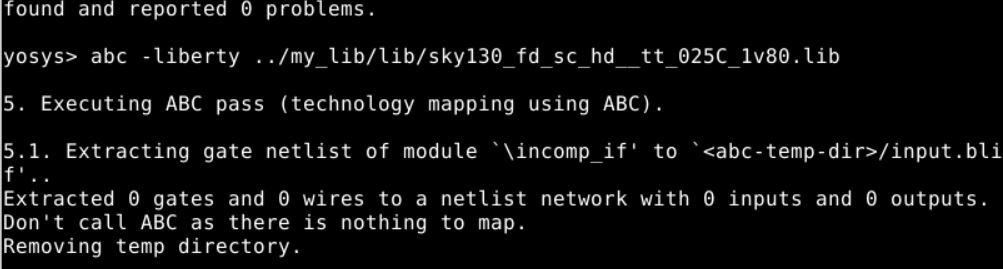 found and reported 0 problems.
yosys> abc -liberty ../my_lib/lib/sky130_fd_sc_hd__tt_025C_1v80.lib
5. Executing ABC pass (technology mapping using ABC).
5.1. Extracting gate netlist of module `\incomp_if' to `<abc-temp-dir>/input.bli
f'..
Extracted 0 gates and 0 wires to a netlist network with 0 inputs and 0 outputs.
Don't call ABC as there is nothing to map.
Removing temp directory.